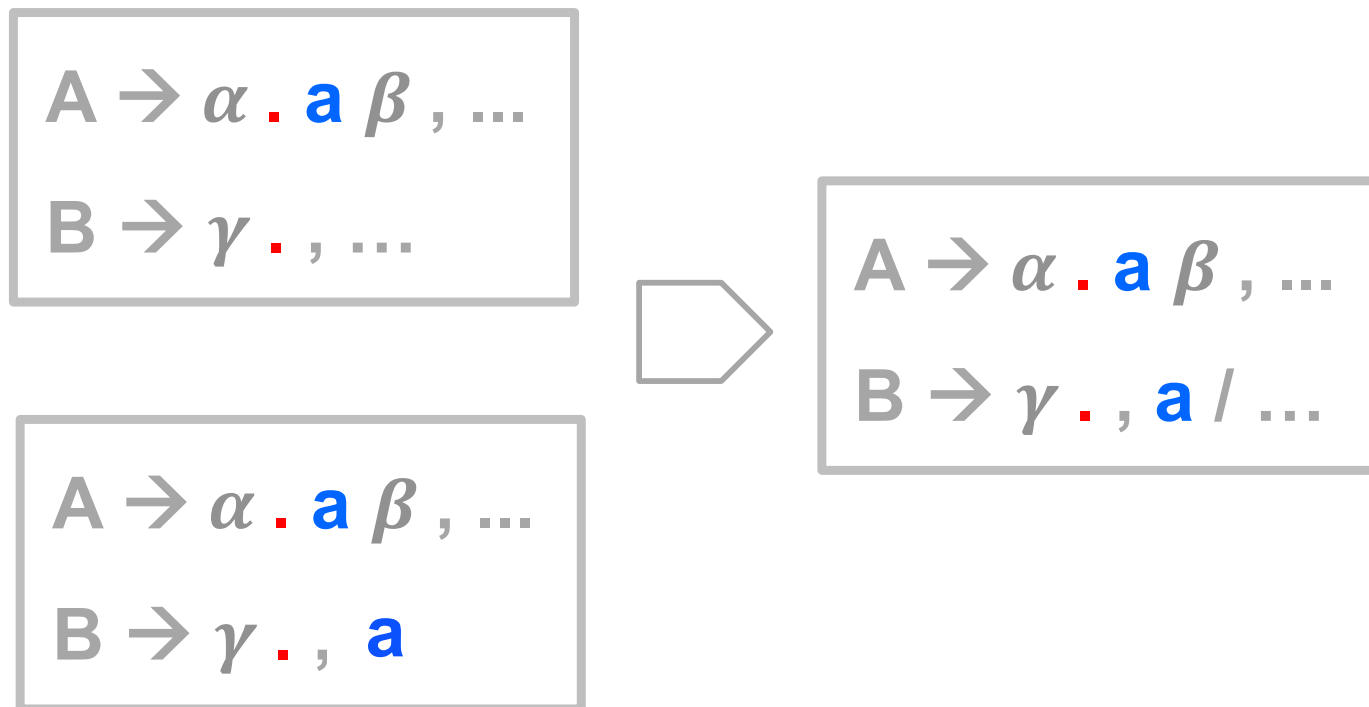 A → α . a β , ...
B → γ . , ...
A → α . a β , ...
B → γ . , a
A → α . a β , ...
B → γ . , a / ...